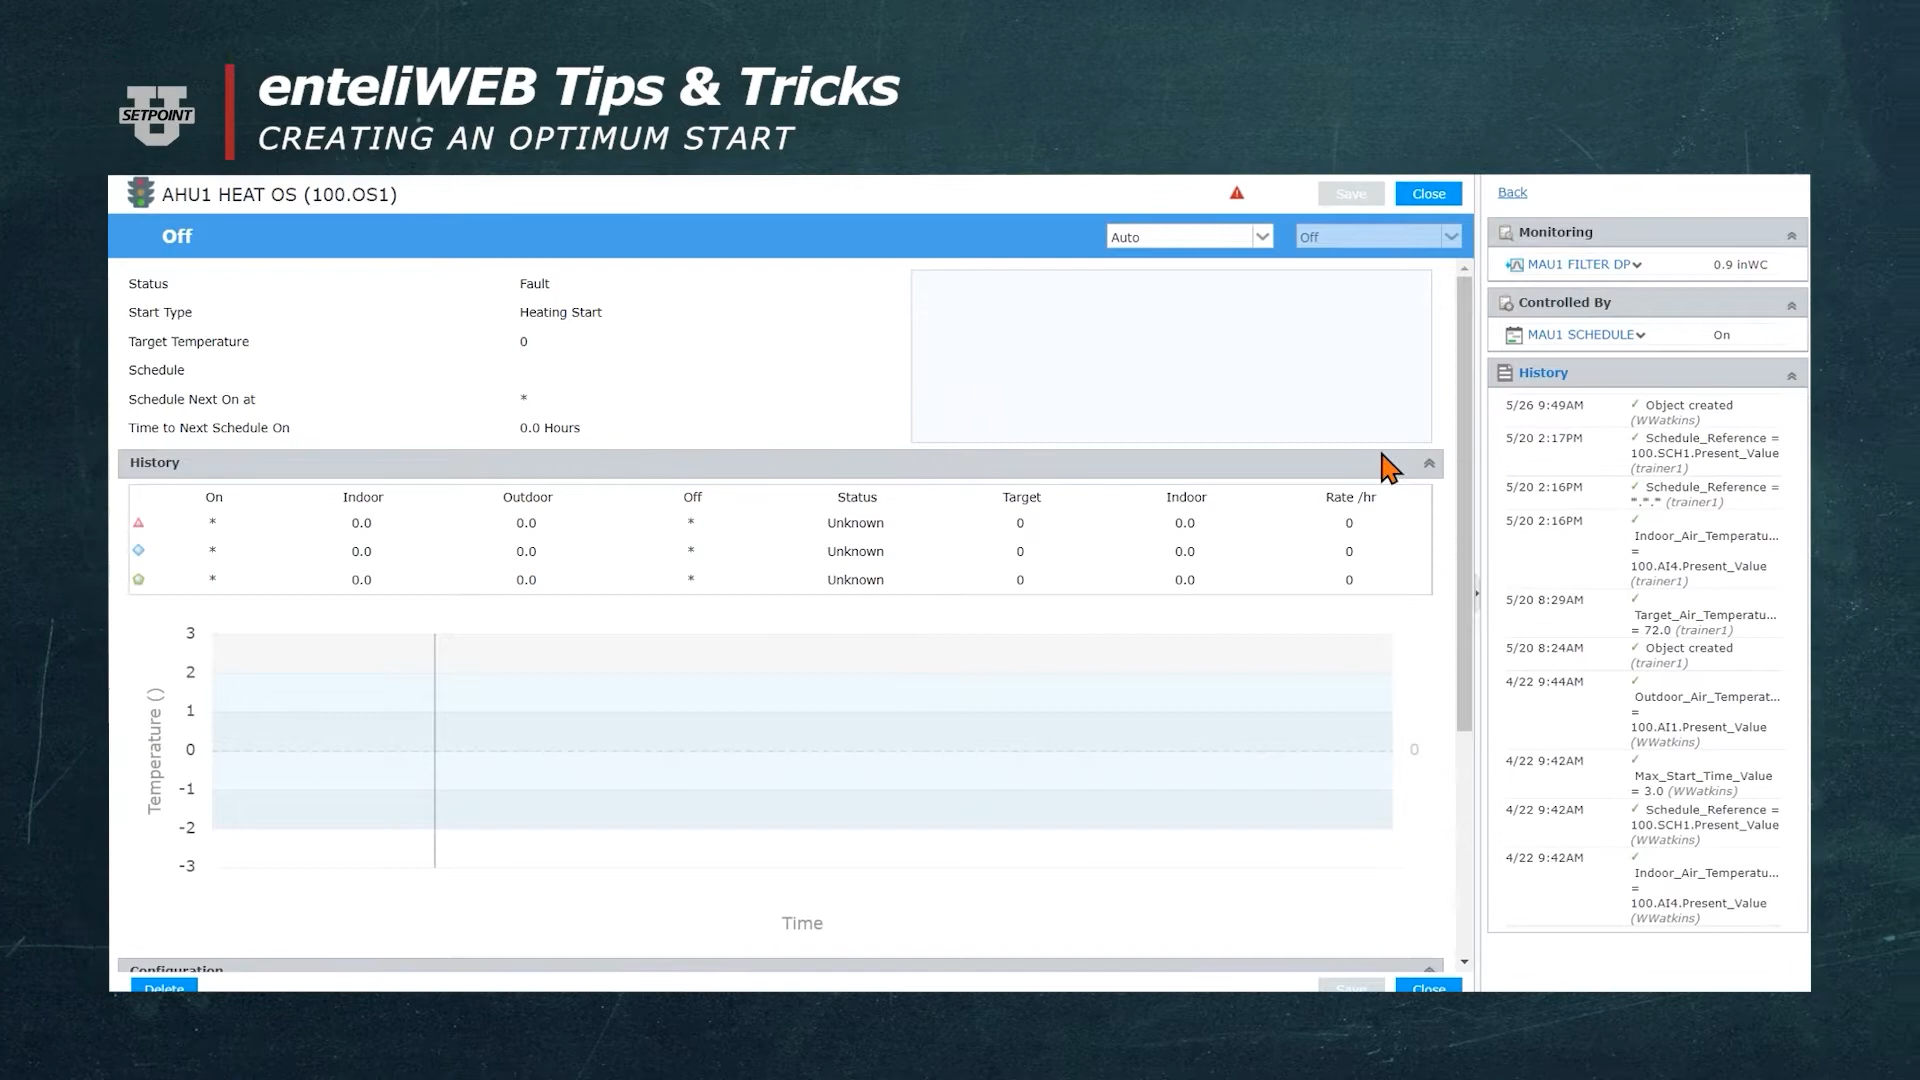 SETPOINT
enteliWEB Tips & Tricks
CREATING AN OPTIMUM START
AHU1 HEAT OS (100.OS1)
Save
Close
Off
Auto
Off
Status
Fault
Start Type
Heating Start
Target Temperature
0
Schedule
Schedule Next On at
*
Time to Next Schedule On
0.0 Hours
History
On Indoor Outdoor Off Status Target Indoor Rate /hr
* 0.0 0.0 * Unknown 0 0.0 0
* 0.0 0.0 * Unknown 0 0.0 0
* 0.0 0.0 * Unknown 0 0.0 0
3
2
1
0
-1
-2
-3
Temperature ()
0
Time
Configuration
Delete
Save
Close
Back
Monitoring
MAU1 FILTER DP
0.9 inWC
Controlled By
MAU1 SCHEDULE
On
History
5/26 9:49AM
Object created
(WWatkins)
5/20 2:17PM
Schedule_Reference =
100.SCH1.Present_Value
(trainer1)
5/20 2:16PM
Schedule_Reference =
*.*.* (trainer1)
5/20 2:16PM
Indoor_Air_Temperatu...
=
100.AI4.Present_Value
(trainer1)
5/20 8:29AM
Target_Air_Temperatu...
= 72.0 (trainer1)
5/20 8:24AM
Object created
(trainer1)
4/22 9:44AM
Outdoor_Air_Temperat...
=
100.AI1.Present_Value
(WWatkins)
4/22 9:42AM
Max_Start_Time_Value
= 3.0 (WWatkins)
4/22 9:42AM
Schedule_Reference =
100.SCH1.Present_Value
(WWatkins)
4/22 9:42AM
Indoor_Air_Temperatu...
=
100.AI4.Present_Value
(WWatkins)